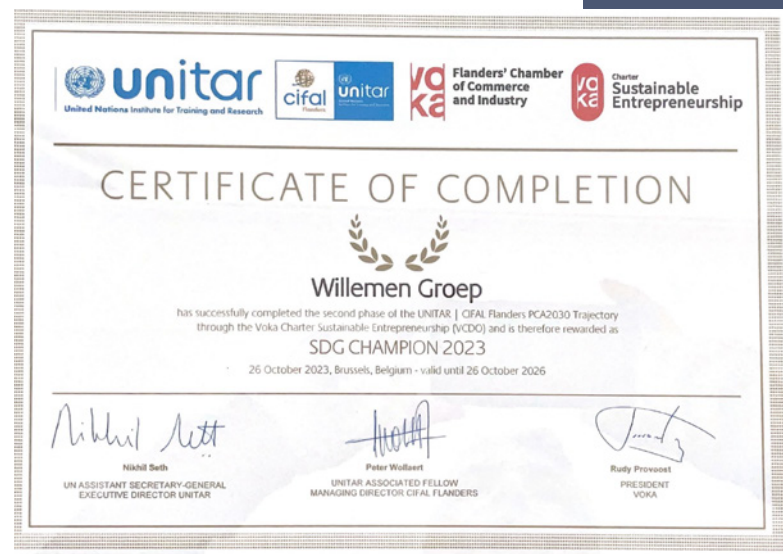 unitar
United Nations Institute for Training and Research
cifal
Flanders
unitar
voka
Flanders' Chamber
of Commerce
and Industry
voka
Charter
Sustainable
Entrepreneurship
CERTIFICATE OF COMPLETION
Willemen Groep
has successfully completed the second phase of the UNITAR | CIFAL Flanders PCA2030 Trajectory
through the Voka Charter Sustainable Entrepreneurship (VCDO) and is therefore rewarded as
SDG CHAMPION 2023
26 October 2023, Brussels, Belgium - valid until 26 October 2026
Nikhil Seth
Nikhil Seth
UN ASSISTANT SECRETARY-GENERAL
EXECUTIVE DIRECTOR UNITAR
Peter Wollaert
UNITAR ASSOCIATED FELLOW
MANAGING DIRECTOR CIFAL FLANDERS
Rudy Provoost
PRESIDENT
VOKA